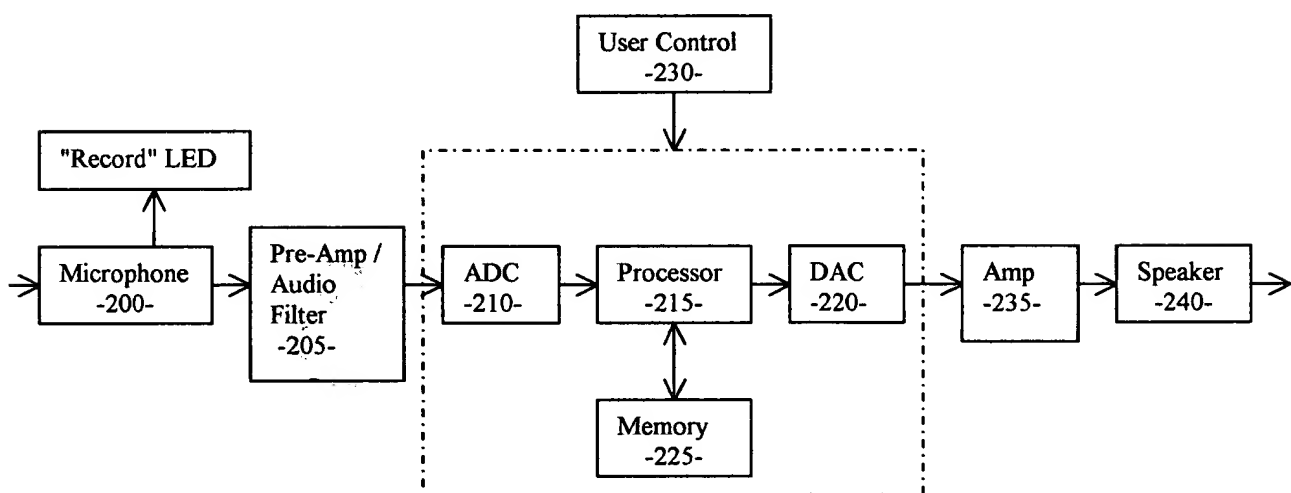 User Control
-230-
"Record" LED
Microphone
-200-
Pre-Amp /
Audio
Filter
-205-
ADC
-210-
Processor
-215-
DAC
-220-
Amp
-235-
Speaker
-240-
Memory
-225-